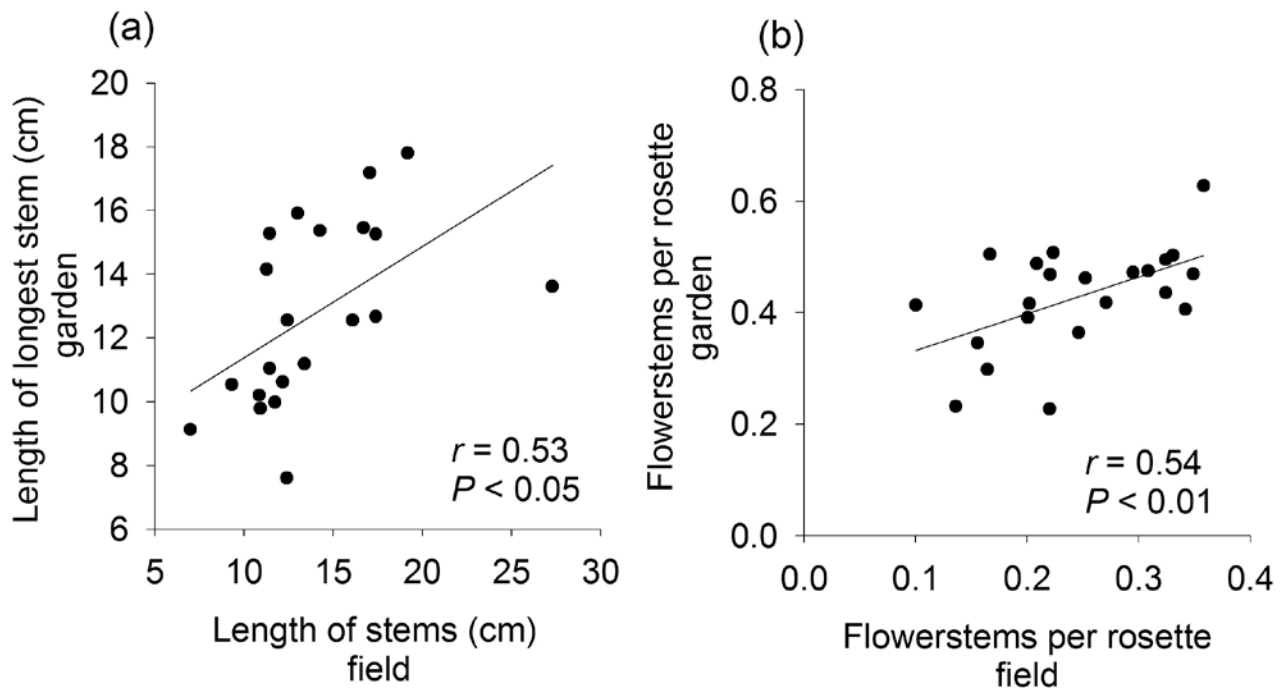 (a)
Length of longest stem (cm)
garden
20
18
16
14
12
10
8
6
r = 0.53
P < 0.05
5 10 15 20 25 30
Length of stems (cm)
field
(b)
Flowerstems per rosette
garden
0.8
0.6
0.4
0.2
0.0
r = 0.54
P < 0.01
0.0 0.1 0.2 0.3 0.4
Flowerstems per rosette
field